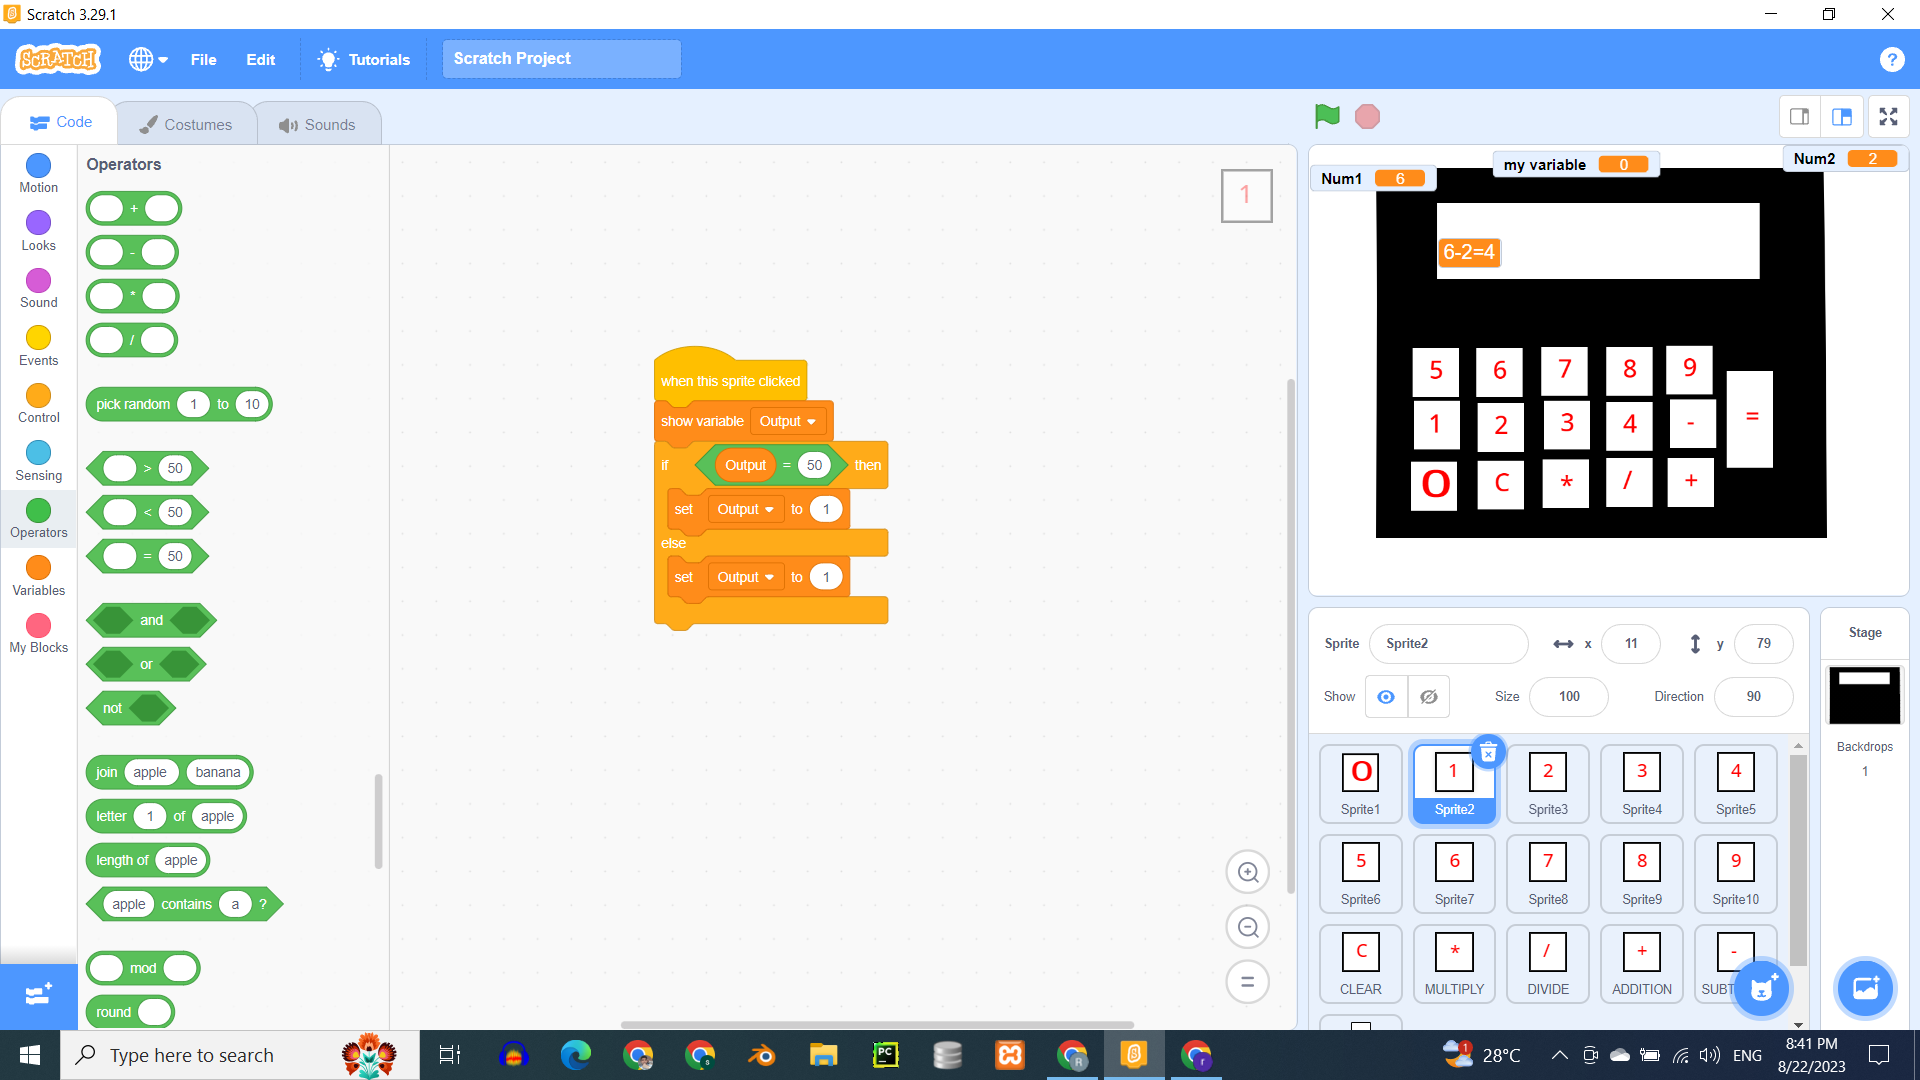 Scratch 3.29.1
SCRATCH
File
Edit
Tutorials
Scratch Project
?
Code
Costumes
Sounds
Motion
Looks
Sound
Events
Control
Sensing
Operators
Variables
My Blocks
Operators
+
-
*
/
pick random 1 to 10
> 50
< 50
= 50
and
or
not
join apple banana
letter 1 of apple
length of apple
apple contains a ?
mod
round
1
when this sprite clicked
show variable Output
if Output = 50 then
set Output to 1
else
set Output to 1
=
Num1 6
my variable 0
Num2 2
6-2=4
5 6 7 8 9
1 2 3 4 - =
O C * / +
Sprite Sprite2 x 11 y 79
Show Size 100 Direction 90
O 1 2 3 4
Sprite1 Sprite2 Sprite3 Sprite4 Sprite5
5 6 7 8 9
Sprite6 Sprite7 Sprite8 Sprite9 Sprite10
C * / + -
CLEAR MULTIPLY DIVIDE ADDITION SUBT
Stage
Backdrops
1
Type here to search
PC
S
R
r
1
28°C
ENG
8:41 PM
8/22/2023